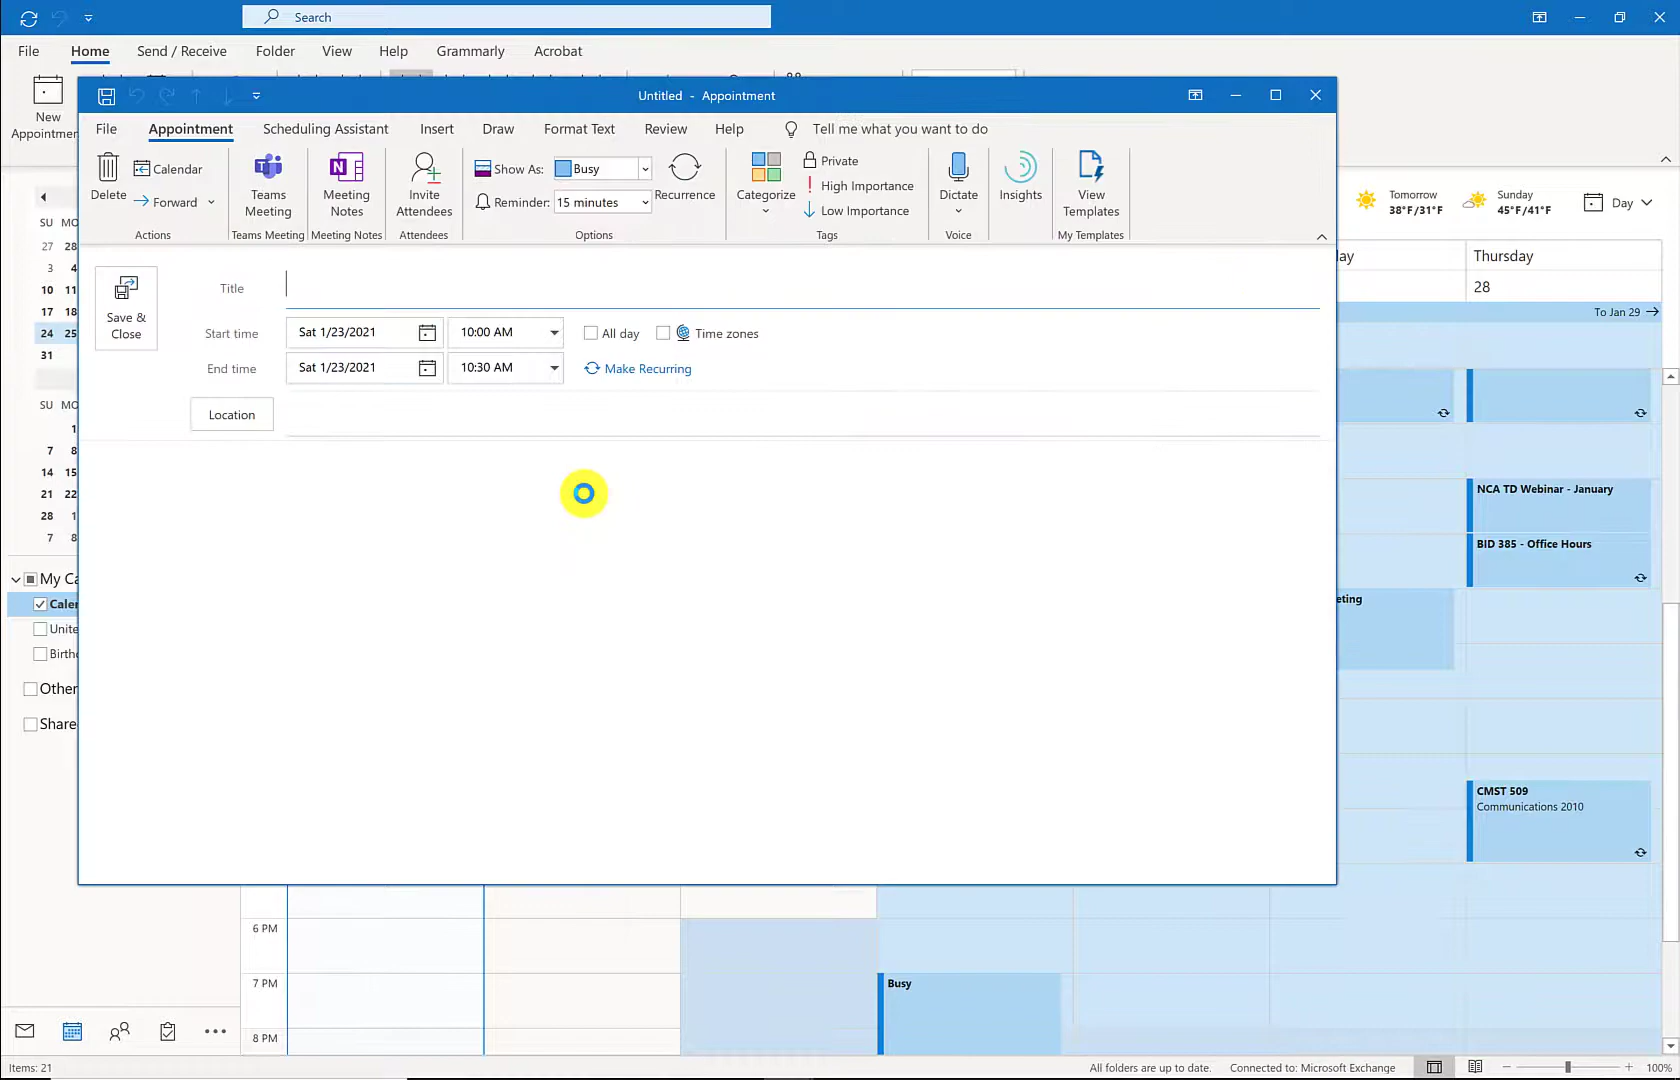 Search
File Home Send / Receive Folder View Help Grammarly Acrobat
New
Appointmen
Untitled - Appointment
File Appointment Scheduling Assistant Insert Draw Format Text Review Help Tell me what you want to do
Delete
Calendar
Forward
Actions
Teams
Meeting
Teams Meeting
Meeting
Notes
Meeting Notes
Invite
Attendees
Attendees
Show As: Busy
Reminder: 15 minutes
Recurrence
Options
Categorize
Private
High Importance
Low Importance
Tags
Dictate
Voice
Insights
View
Templates
My Templates
Tomorrow
38°F/31°F
Sunday
45°F/41°F
Day
Save &
Close
Title
Start time Sat 1/23/2021 10:00 AM All day Time zones
End time Sat 1/23/2021 10:30 AM Make Recurring
Location
SU MO
27 28
3 4
10 11
17 18
24 25
31
SU MO
1
7 8
14 15
21 22
28 1
7 8
My Ca
Caler
Unite
Birth
Other
Share
ay
Thursday
28
To Jan 29
NCA TD Webinar - January
BID 385 - Office Hours
eting
CMST 509
Communications 2010
6 PM
7 PM
Busy
8 PM
Items: 21
All folders are up to date. Connected to: Microsoft Exchange 100%